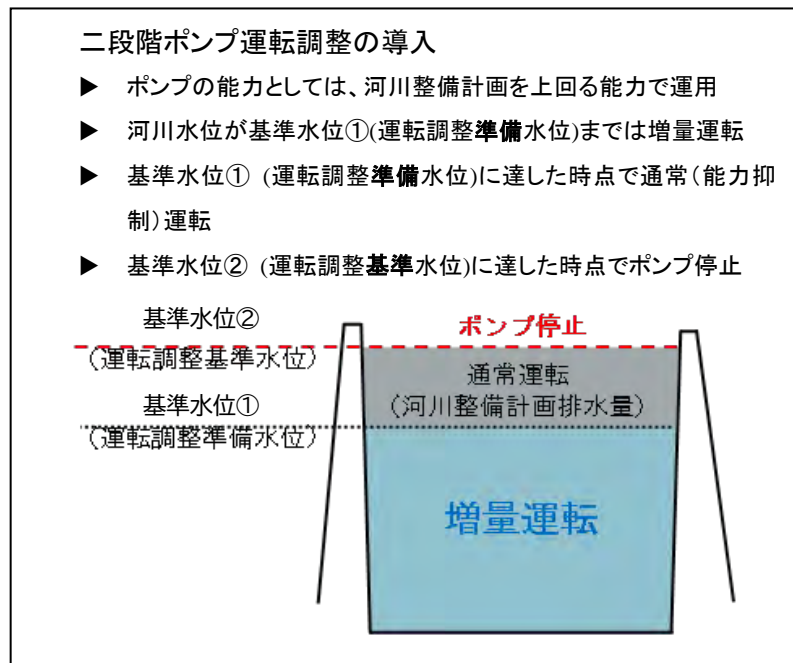 二段階ポンプ運転調整の導入
▶ ポンプの能力としては、河川整備計画を上回る能力で運用
▶ 河川水位が基準水位①(運転調整準備水位)までは増量運転
▶ 基準水位① (運転調整準備水位)に達した時点で通常(能力抑
制)運転
▶ 基準水位② (運転調整基準水位)に達した時点でポンプ停止
基準水位②
ポンプ停止
(運転調整基準水位)
通常運転
(河川整備計画排水量)
基準水位①
(運転調整準備水位)
増量運転